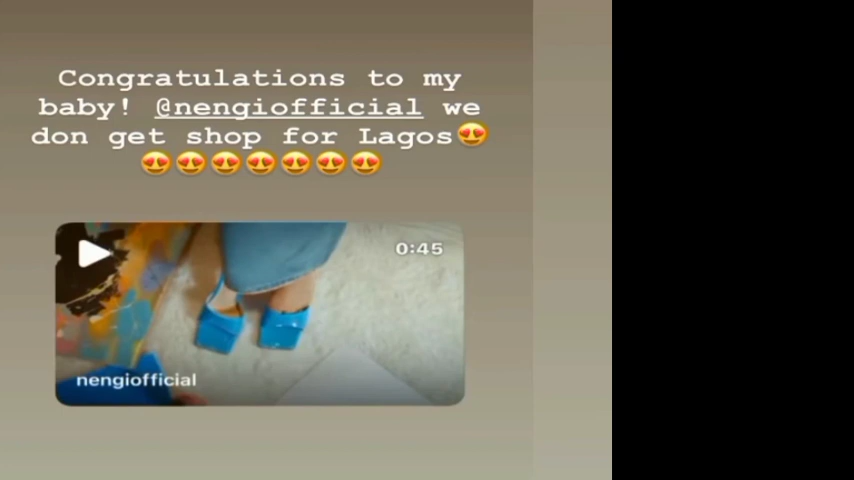 Congratulations to my
baby! @nengiofficial we
don get shop for Lagos😍
😍😍😍😍😍😍😍
0:45
nengiofficial